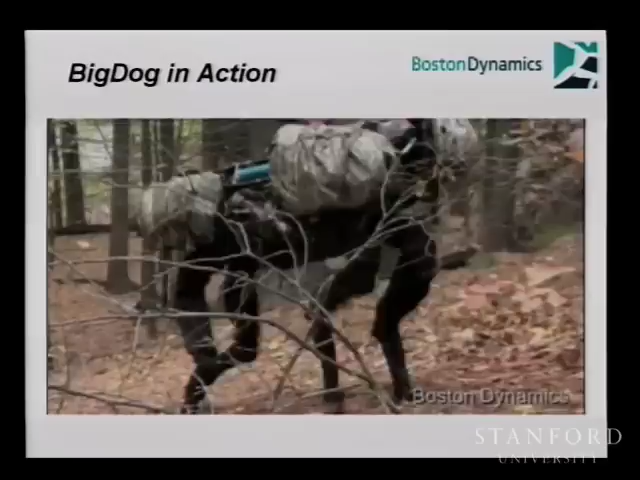 BigDog in Action
BostonDynamics
Boston Dynamics
STANFORD
UNIVERSITY